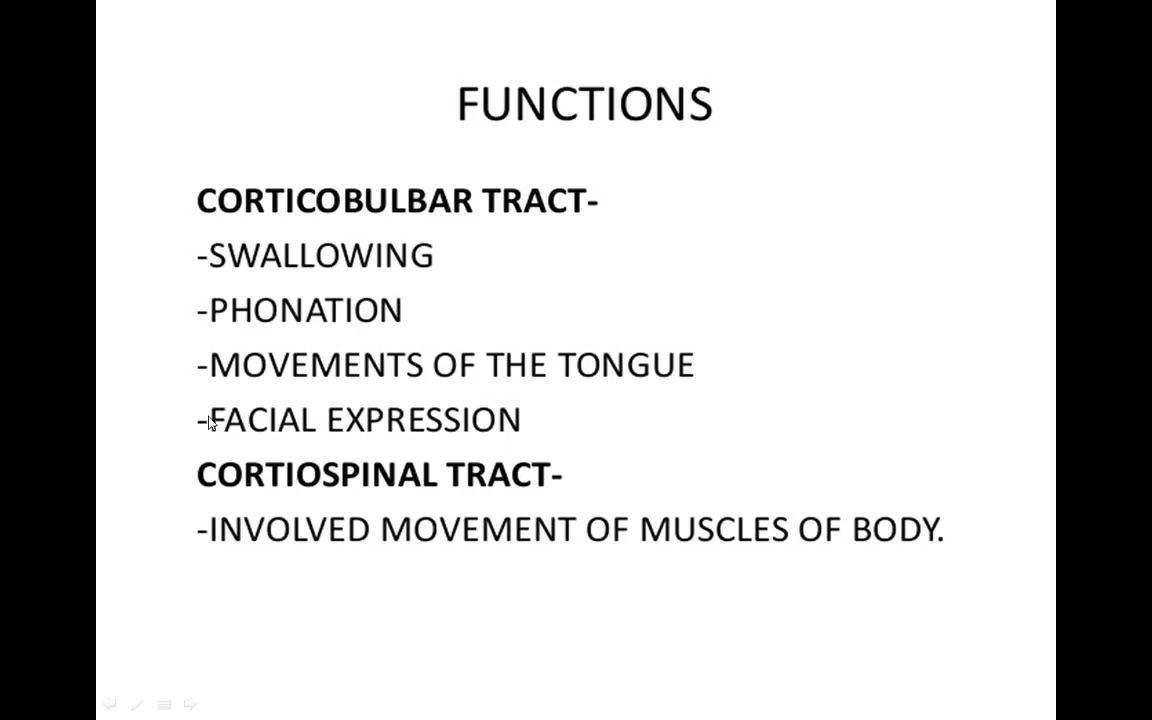 FUNCTIONS
CORTICOBULBAR TRACT-
-SWALLOWING
-PHONATION
-MOVEMENTS OF THE TONGUE
-FACIAL EXPRESSION
CORTIOSPINAL TRACT-
-INVOLVED MOVEMENT OF MUSCLES OF BODY.